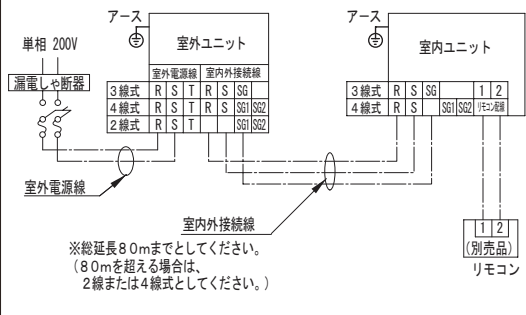 アース
単相 200V
漏電しゃ断器
室外ユニット
室外電源線 室内外接続線
3線式 R S T R S SG
4線式 R S T R S SG1 SG2
2線式 R S T SG1 SG2
室外電源線
室内外接続線
※総延長80mまでとしてください。
(80mを超える場合は、
2線または4線式としてください。)
アース
室内ユニット
3線式 R S SG 1 2
4線式 R S SG1 SG2 リモコン配線
1 2
(別売品)
リモコン